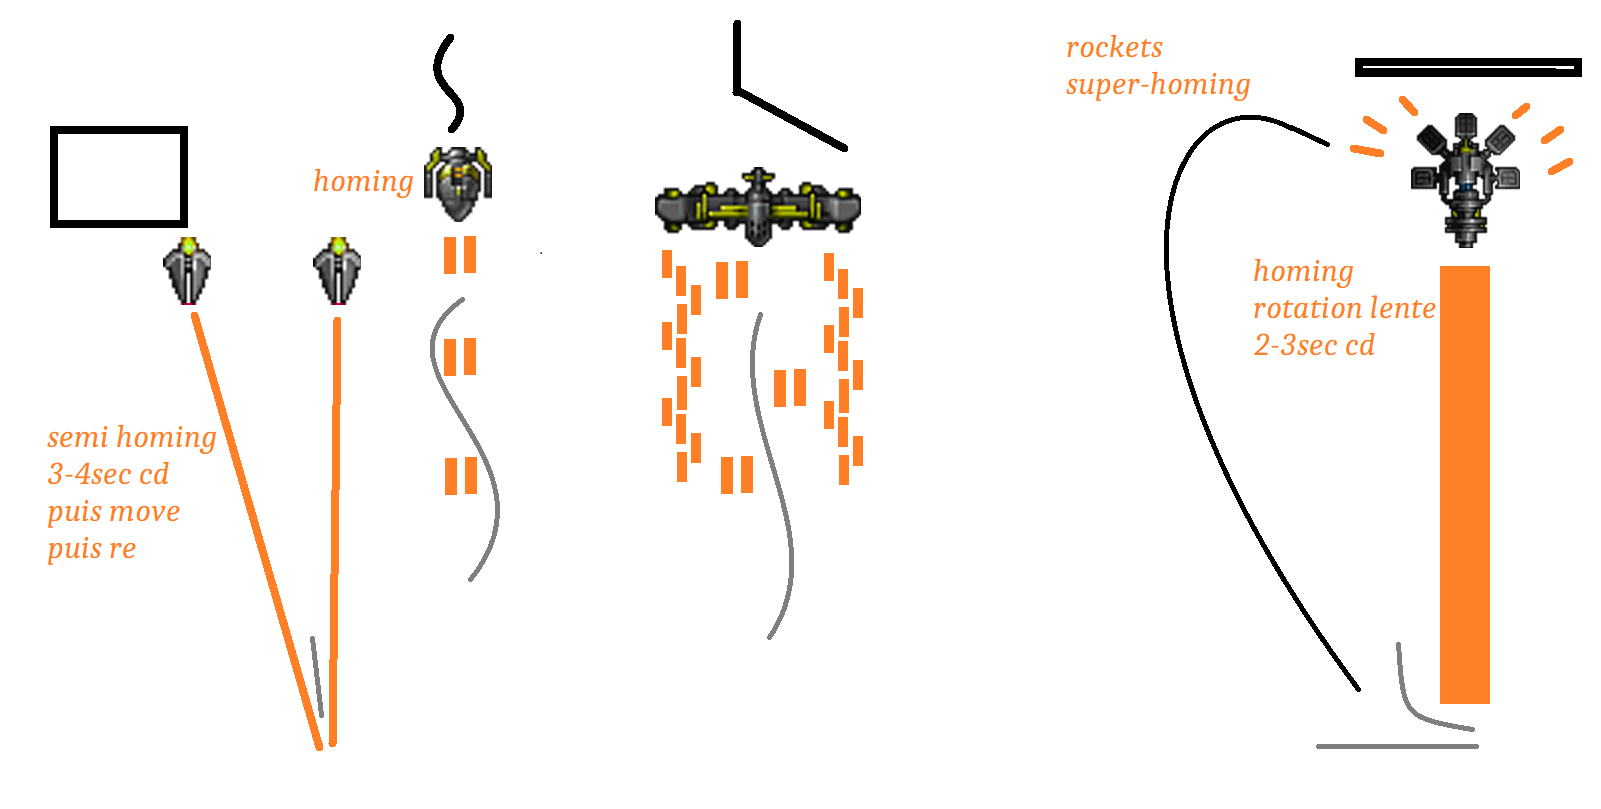 semi homing
3-4sec cd
puis move
puis re
homing
rockets
super-homing
homing
rotation lente
2-3sec cd